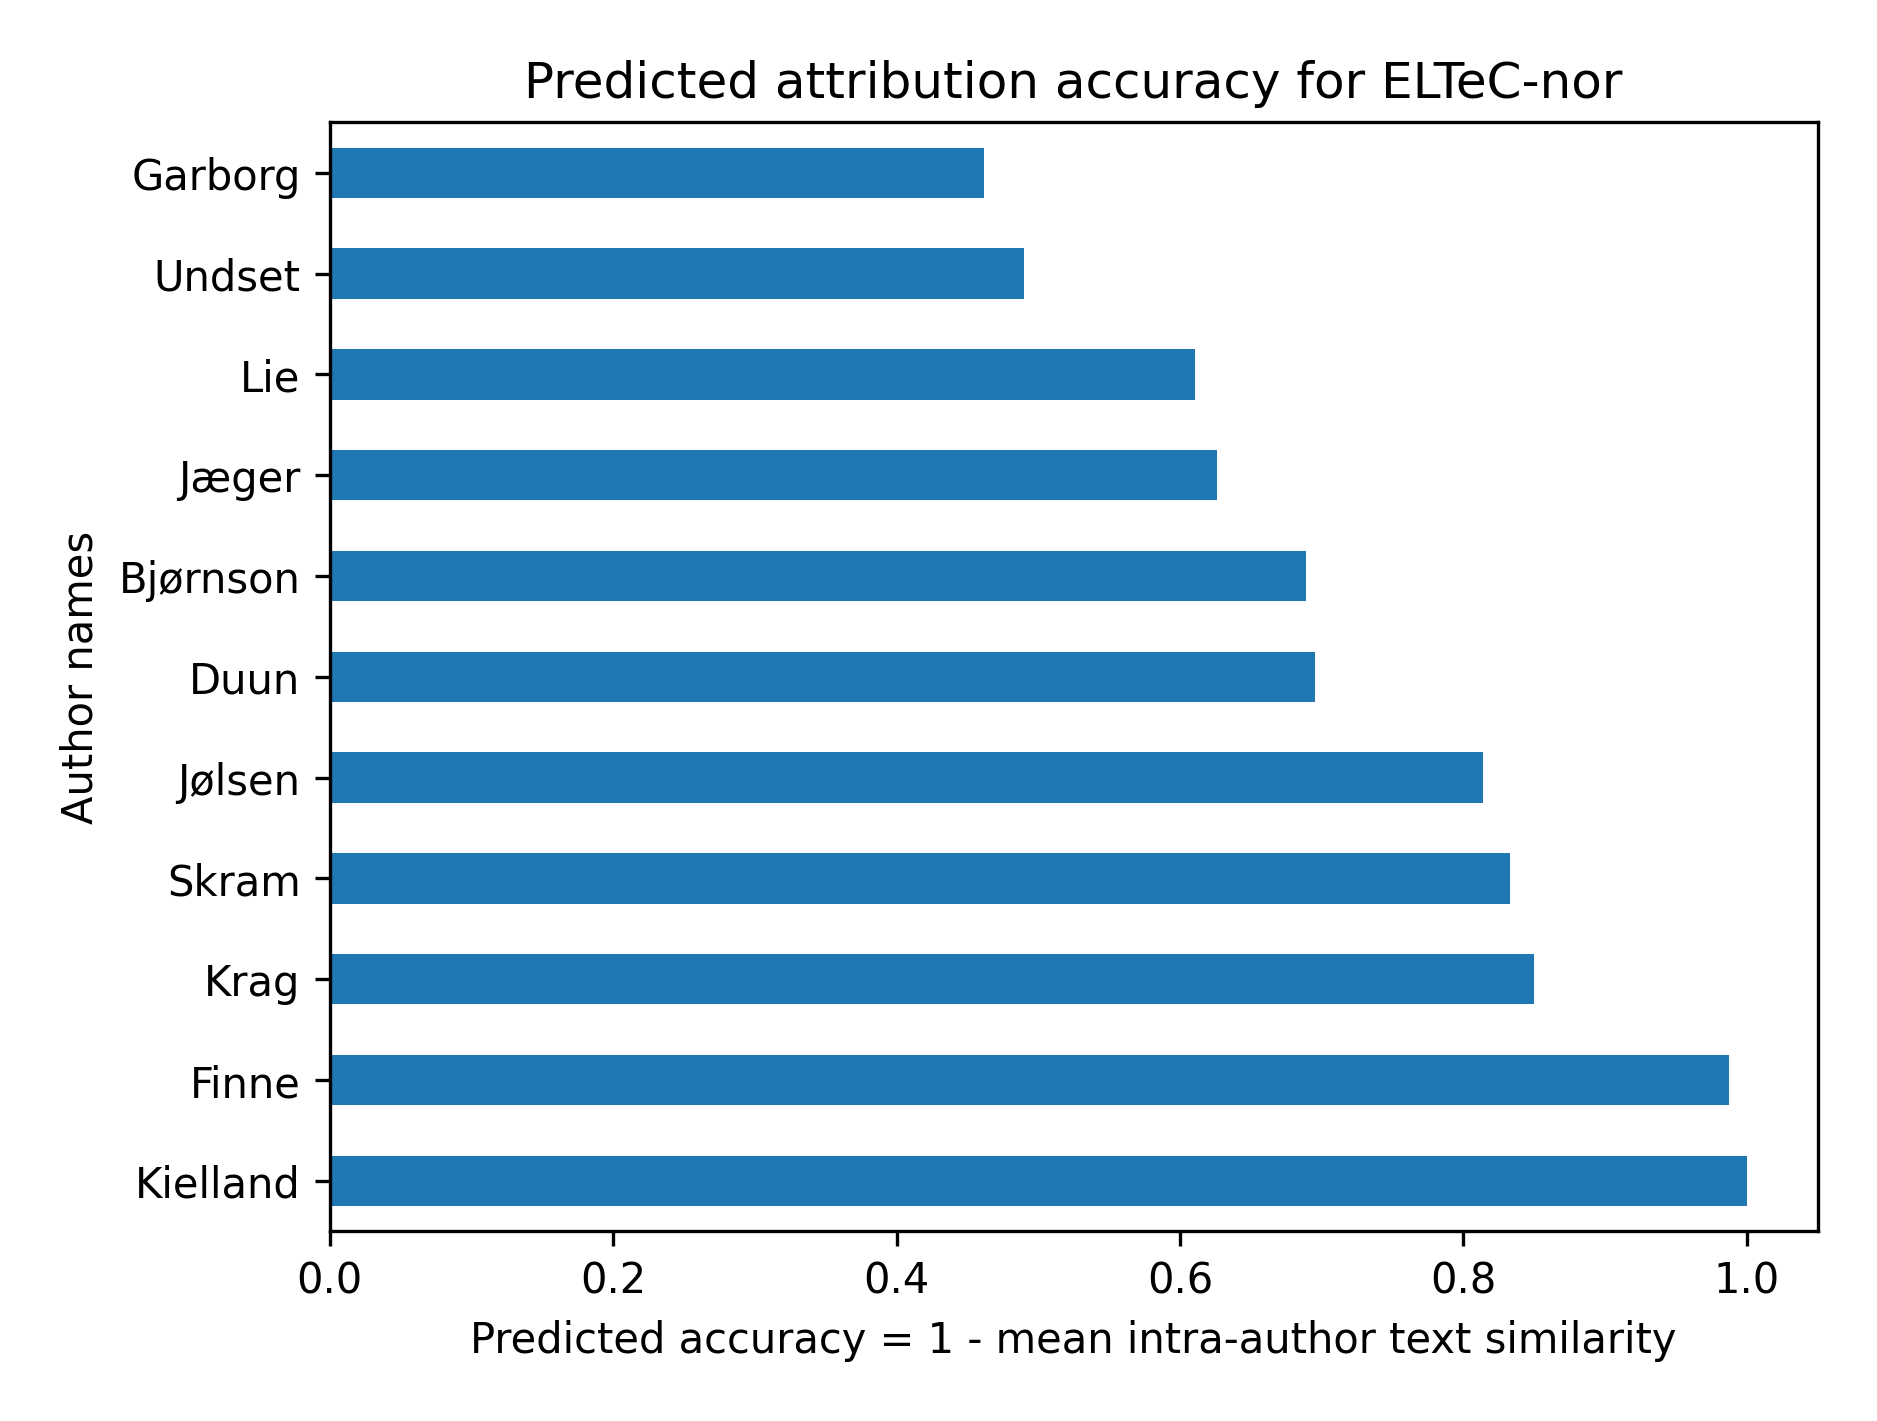 Predicted attribution accuracy for ELTeC-nor
Garborg
Undset
Lie
Jæger
Bjørnson
Duun
Jølsen
Skram
Krag
Finne
Kielland
Author names
0.0 0.2 0.4 0.6 0.8 1.0
Predicted accuracy = 1 - mean intra-author text similarity